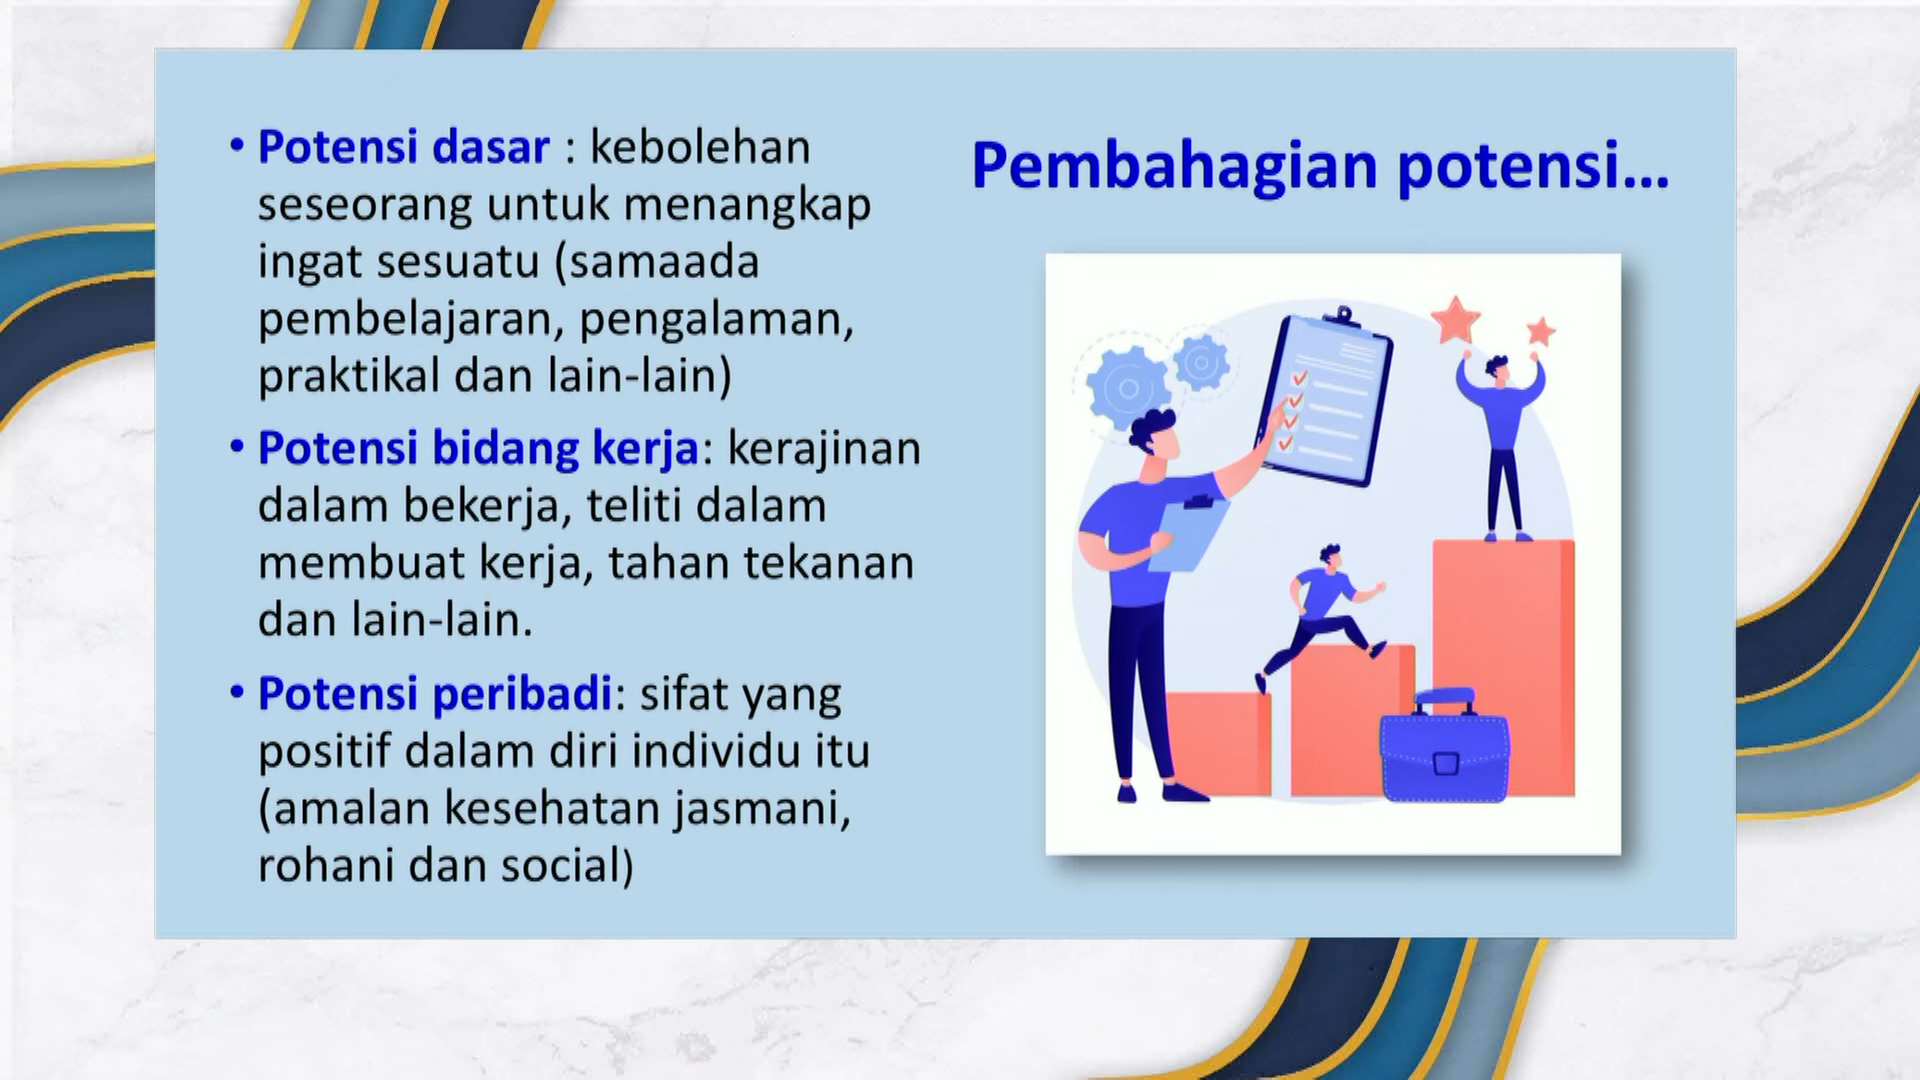 Pembahagian potensi...
• Potensi dasar : kebolehan
seseorang untuk menangkap
ingat sesuatu (samaada
pembelajaran, pengalaman,
praktikal dan lain-lain)
• Potensi bidang kerja: kerajinan
dalam bekerja, teliti dalam
membuat kerja, tahan tekanan
dan lain-lain.
• Potensi peribadi: sifat yang
positif dalam diri individu itu
(amalan kesehatan jasmani,
rohani dan social)